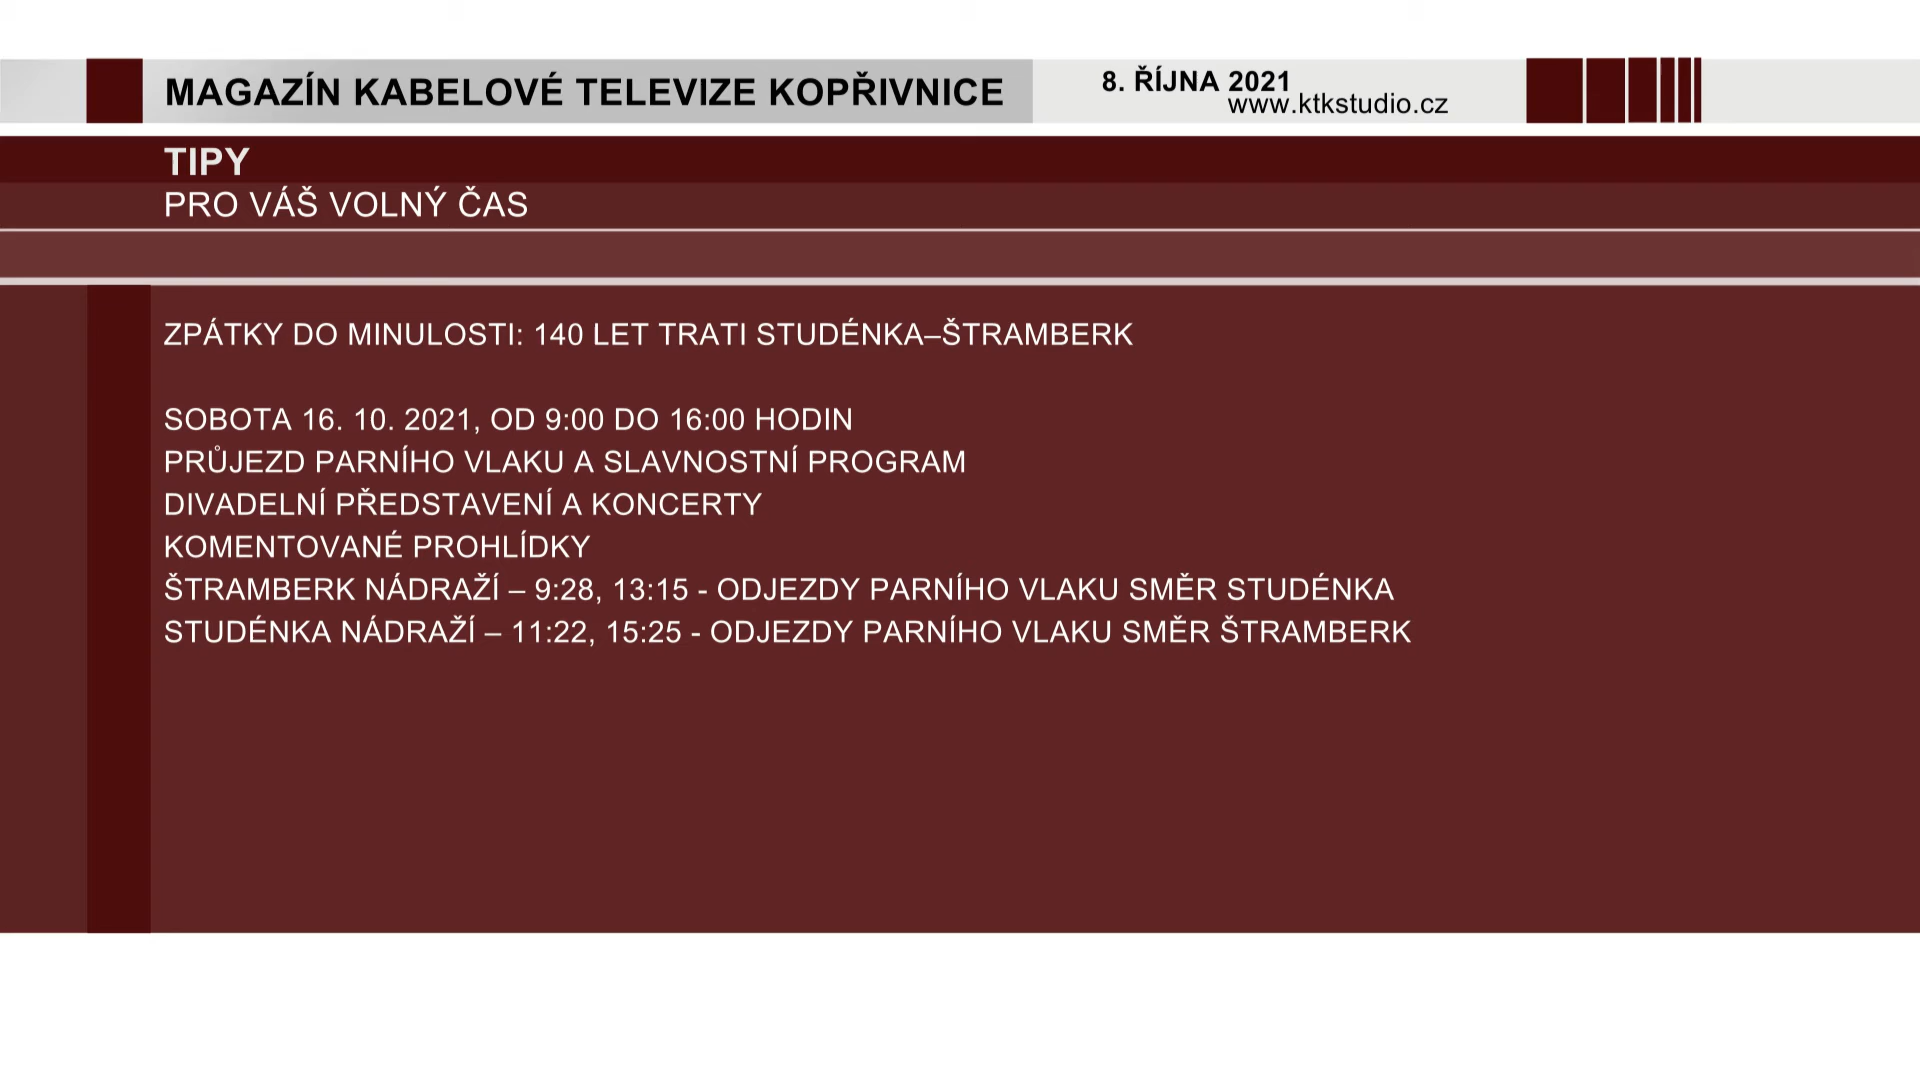 MAGAZÍN KABELOVÉ TELEVIZE KOPŘIVNICE
8. ŘÍJNA 2021
www.ktkstudio.cz
TIPY
PRO VÁŠ VOLNÝ ČAS
ZPÁTKY DO MINULOSTI: 140 LET TRATI STUDÉNKA–ŠTRAMBERK
SOBOTA 16. 10. 2021, OD 9:00 DO 16:00 HODIN
PRŮJEZD PARNÍHO VLAKU A SLAVNOSTNÍ PROGRAM
DIVADELNÍ PŘEDSTAVENÍ A KONCERTY
KOMENTOVANÉ PROHLÍDKY
ŠTRAMBERK NÁDRAŽÍ – 9:28, 13:15 - ODJEZDY PARNÍHO VLAKU SMĚR STUDÉNKA
STUDÉNKA NÁDRAŽÍ – 11:22, 15:25 - ODJEZDY PARNÍHO VLAKU SMĚR ŠTRAMBERK